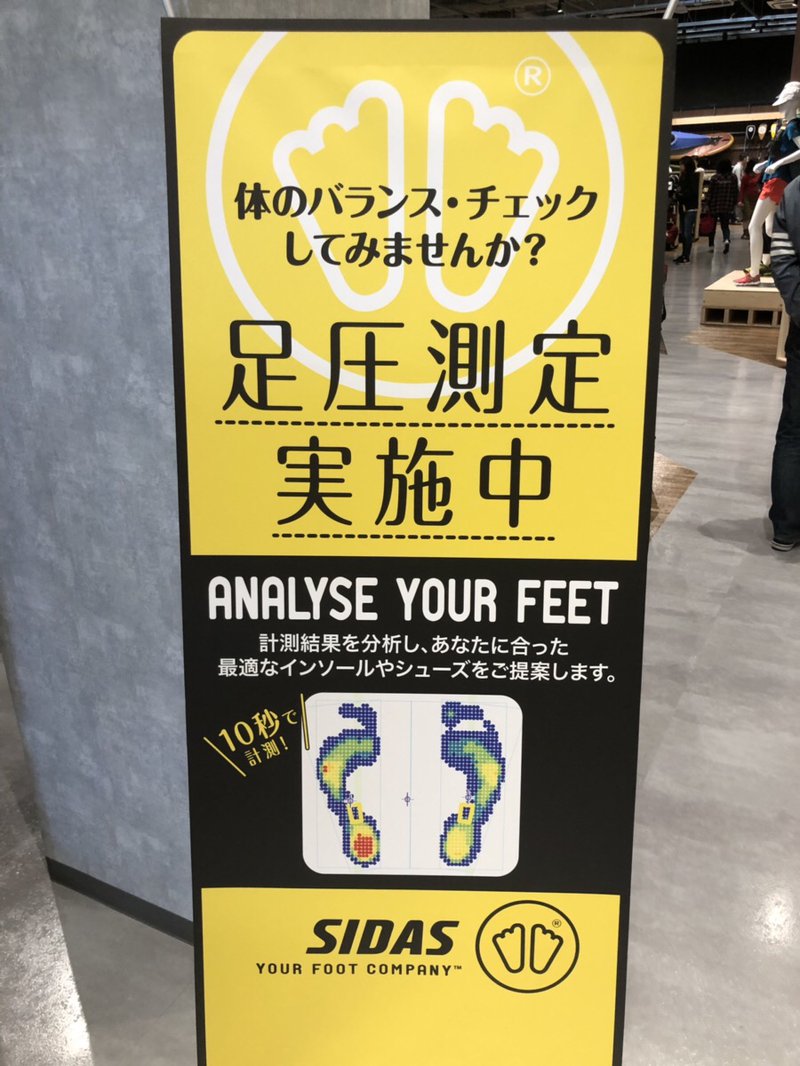 ®
体のバランス・チェック
してみませんか?
足圧測定
実施中
ANALYSE YOUR FEET
計測結果を分析し、あなたに合った
最適なインソールやシューズをご提案します。
10秒で
計測!
SIDAS
YOUR FOOT COMPANY™
®